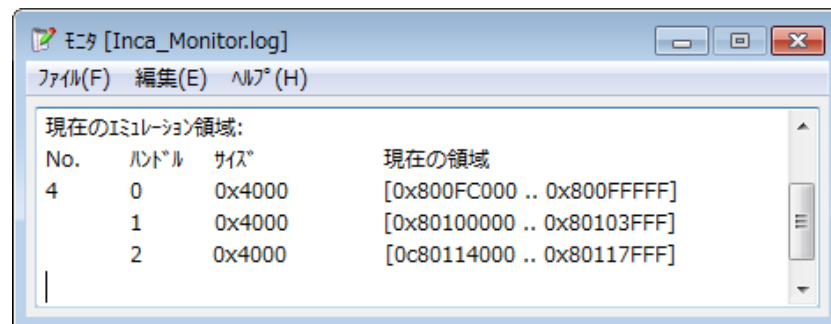 ﾓﾆﾀ [Inca_Monitor.log]
ﾌｧｲﾙ(F) 編集(E) ﾍﾙﾌﾟ(H)
現在のｴﾐｭﾚｰｼｮﾝ領域:
No. ﾊﾝﾄﾞﾙ ｻｲｽﾞ 現在の領域
4 0 0x4000 [0x800FC000 .. 0x800FFFFF]
1 0x4000 [0x80100000 .. 0x80103FFF]
2 0x4000 [0c80114000 .. 0x80117FFF]